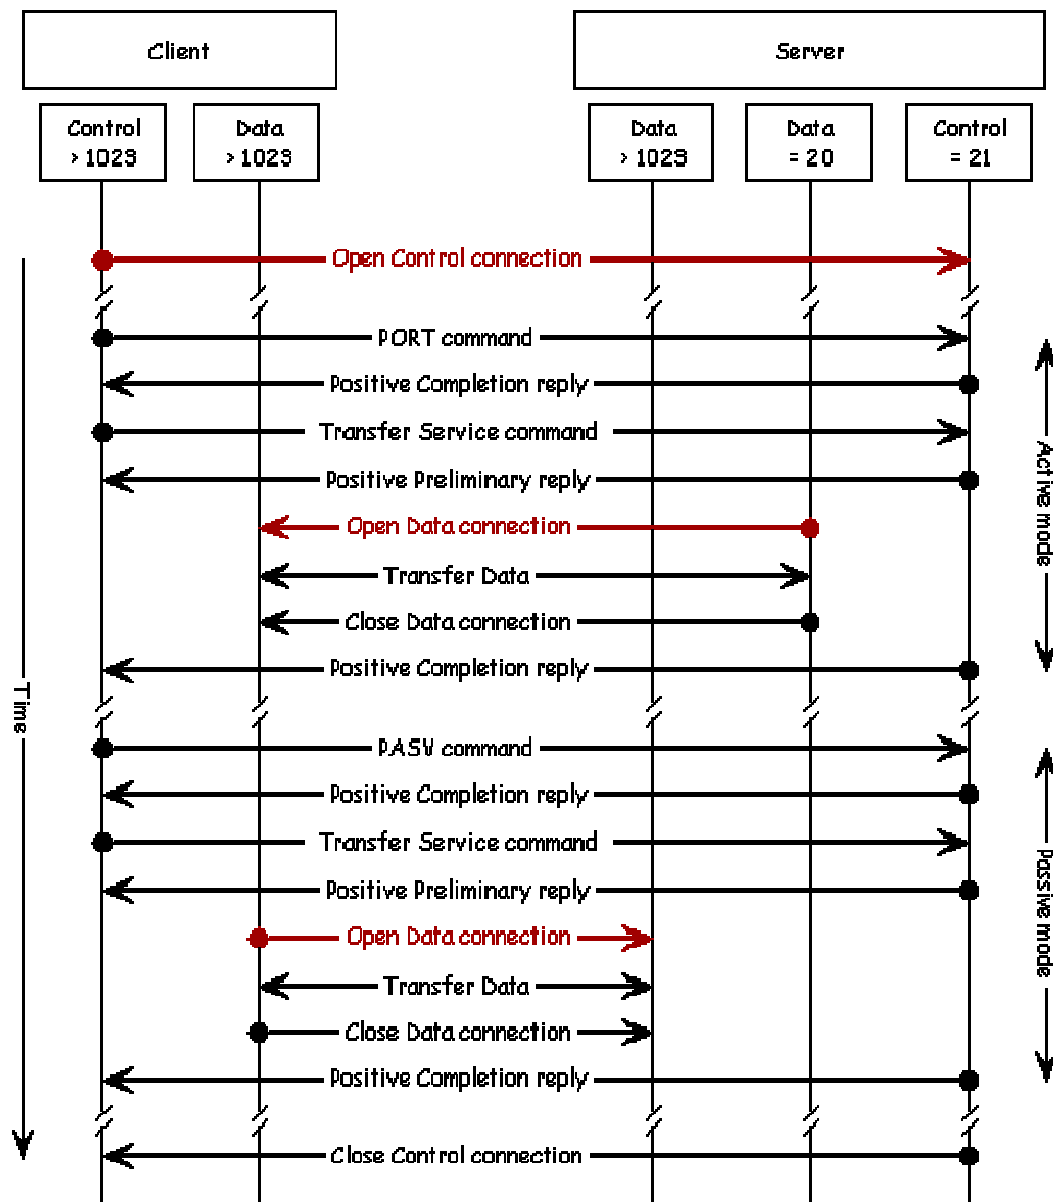 Client
Server
Control
> 1023
Data
> 1023
Data
> 1023
Data
= 20
Control
= 21
Open Control connection
PORT command
Positive Completion reply
Transfer Service command
Positive Preliminary reply
Open Data connection
Transfer Data
Close Data connection
Positive Completion reply
Active mode
Time
PASV command
Positive Completion reply
Transfer Service command
Positive Preliminary reply
Open Data connection
Transfer Data
Close Data connection
Positive Completion reply
Passive mode
Close Control connection